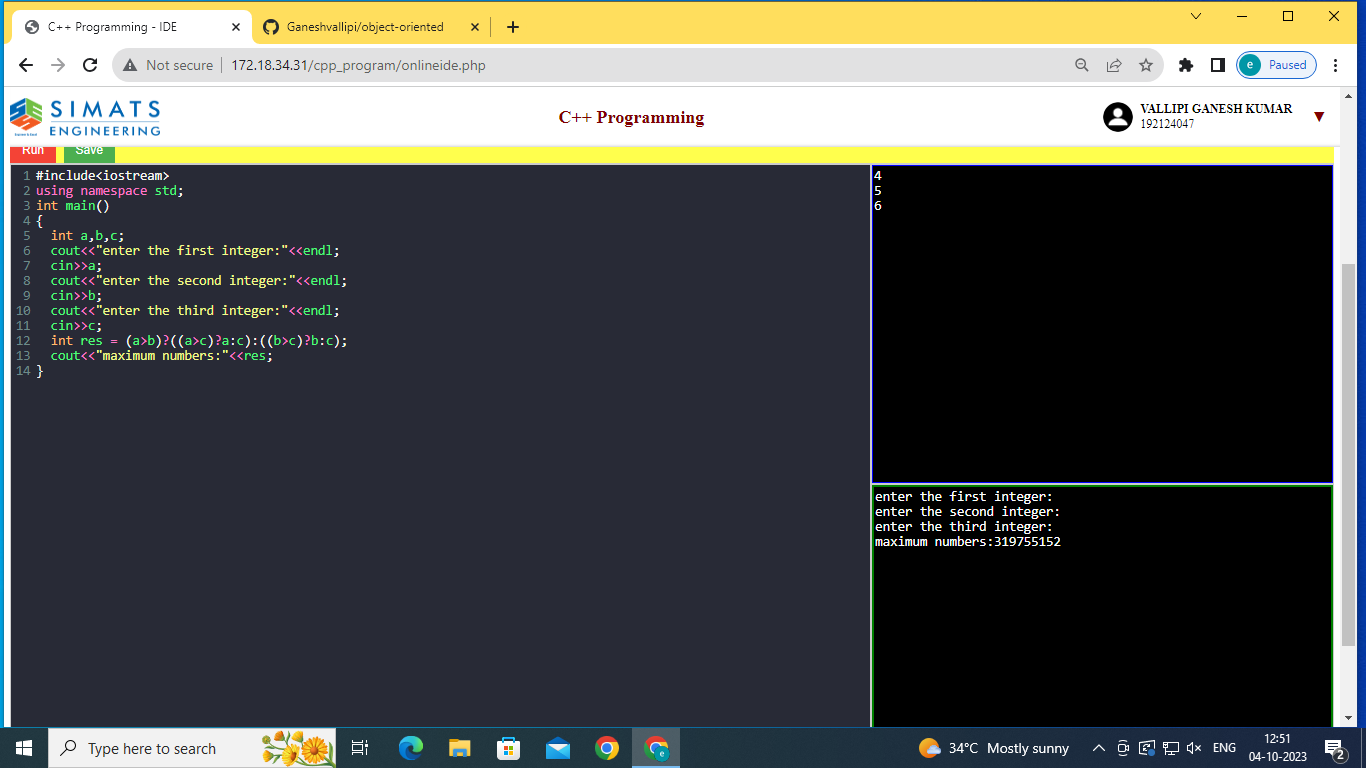 C++ Programming - IDE
Ganeshvallipi/object-oriented
Not secure
172.18.34.31/cpp_program/onlineide.php
e Paused
SIMATS
ENGINEERING
C++ Programming
VALLIPI GANESH KUMAR
192124047
Run Save
1 #include<iostream>
2 using namespace std;
3 int main()
4 {
5 int a,b,c;
6 cout<<"enter the first integer:"<<endl;
7 cin>>a;
8 cout<<"enter the second integer:"<<endl;
9 cin>>b;
10 cout<<"enter the third integer:"<<endl;
11 cin>>c;
12 int res = (a>b)?((a>c)?a:c):((b>c)?b:c);
13 cout<<"maximum numbers:"<<res;
14 }
4
5
6
enter the first integer:
enter the second integer:
enter the third integer:
maximum numbers:319755152
Type here to search
34°C Mostly sunny
ENG
12:51
04-10-2023
2